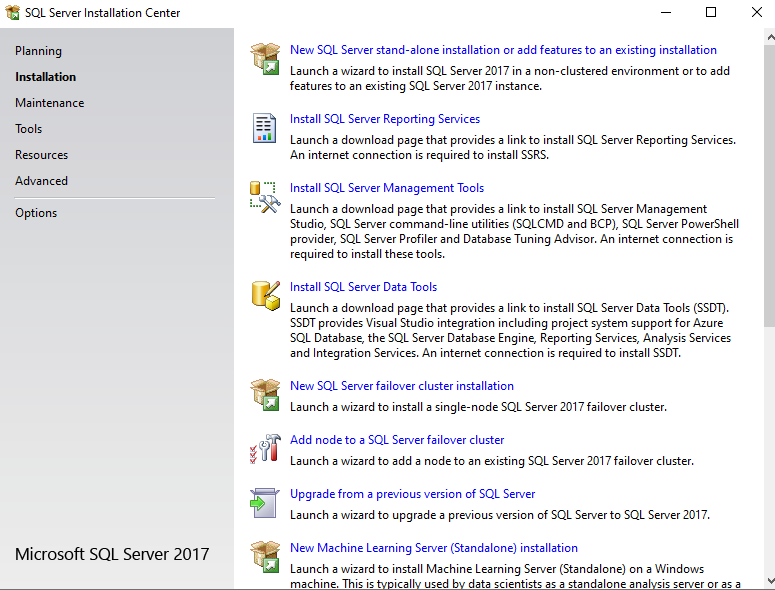 SQL Server Installation Center
Planning
Installation
Maintenance
Tools
Resources
Advanced
Options
Microsoft SQL Server 2017
New SQL Server stand-alone installation or add features to an existing installation
Launch a wizard to install SQL Server 2017 in a non-clustered environment or to add
features to an existing SQL Server 2017 instance.
Install SQL Server Reporting Services
Launch a download page that provides a link to install SQL Server Reporting Services.
An internet connection is required to install SSRS.
Install SQL Server Management Tools
Launch a download page that provides a link to install SQL Server Management
Studio, SQL Server command-line utilities (SQLCMD and BCP), SQL Server PowerShell
provider, SQL Server Profiler and Database Tuning Advisor. An internet connection is
required to install these tools.
Install SQL Server Data Tools
Launch a download page that provides a link to install SQL Server Data Tools (SSDT).
SSDT provides Visual Studio integration including project system support for Azure
SQL Database, the SQL Server Database Engine, Reporting Services, Analysis Services
and Integration Services. An internet connection is required to install SSDT.
New SQL Server failover cluster installation
Launch a wizard to install a single-node SQL Server 2017 failover cluster.
Add node to a SQL Server failover cluster
Launch a wizard to add a node to an existing SQL Server 2017 failover cluster.
Upgrade from a previous version of SQL Server
Launch a wizard to upgrade a previous version of SQL Server to SQL Server 2017.
New Machine Learning Server (Standalone) installation
Launch a wizard to install Machine Learning Server (Standalone) on a Windows
machine. This is typically used by data scientists as a standalone analysis server or as a